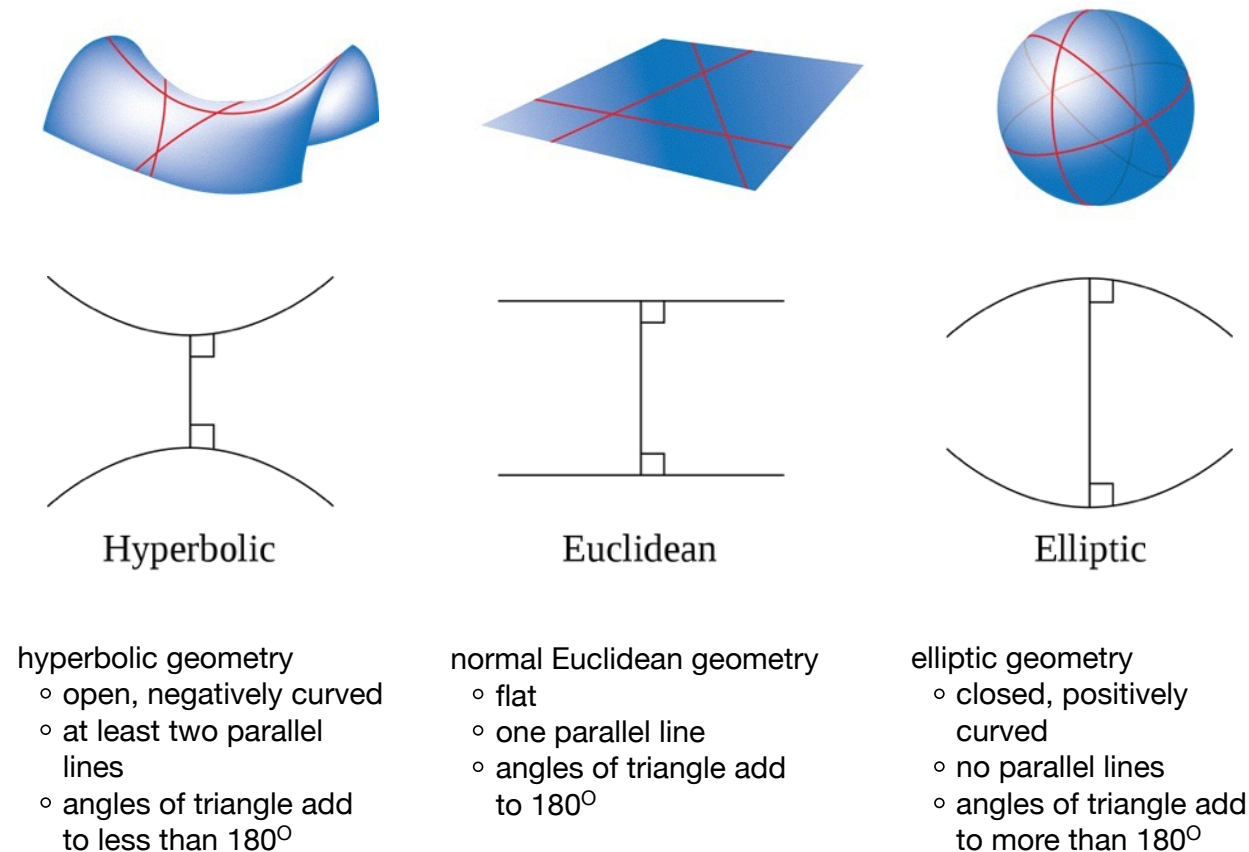 Hyperbolic
Euclidean
Elliptic
hyperbolic geometry
◦ open, negatively curved
◦ at least two parallel
lines
◦ angles of triangle add
to less than 180ᴼ
normal Euclidean geometry
◦ flat
◦ one parallel line
◦ angles of triangle add
to 180ᴼ
elliptic geometry
◦ closed, positively
curved
◦ no parallel lines
◦ angles of triangle add
to more than 180ᴼ